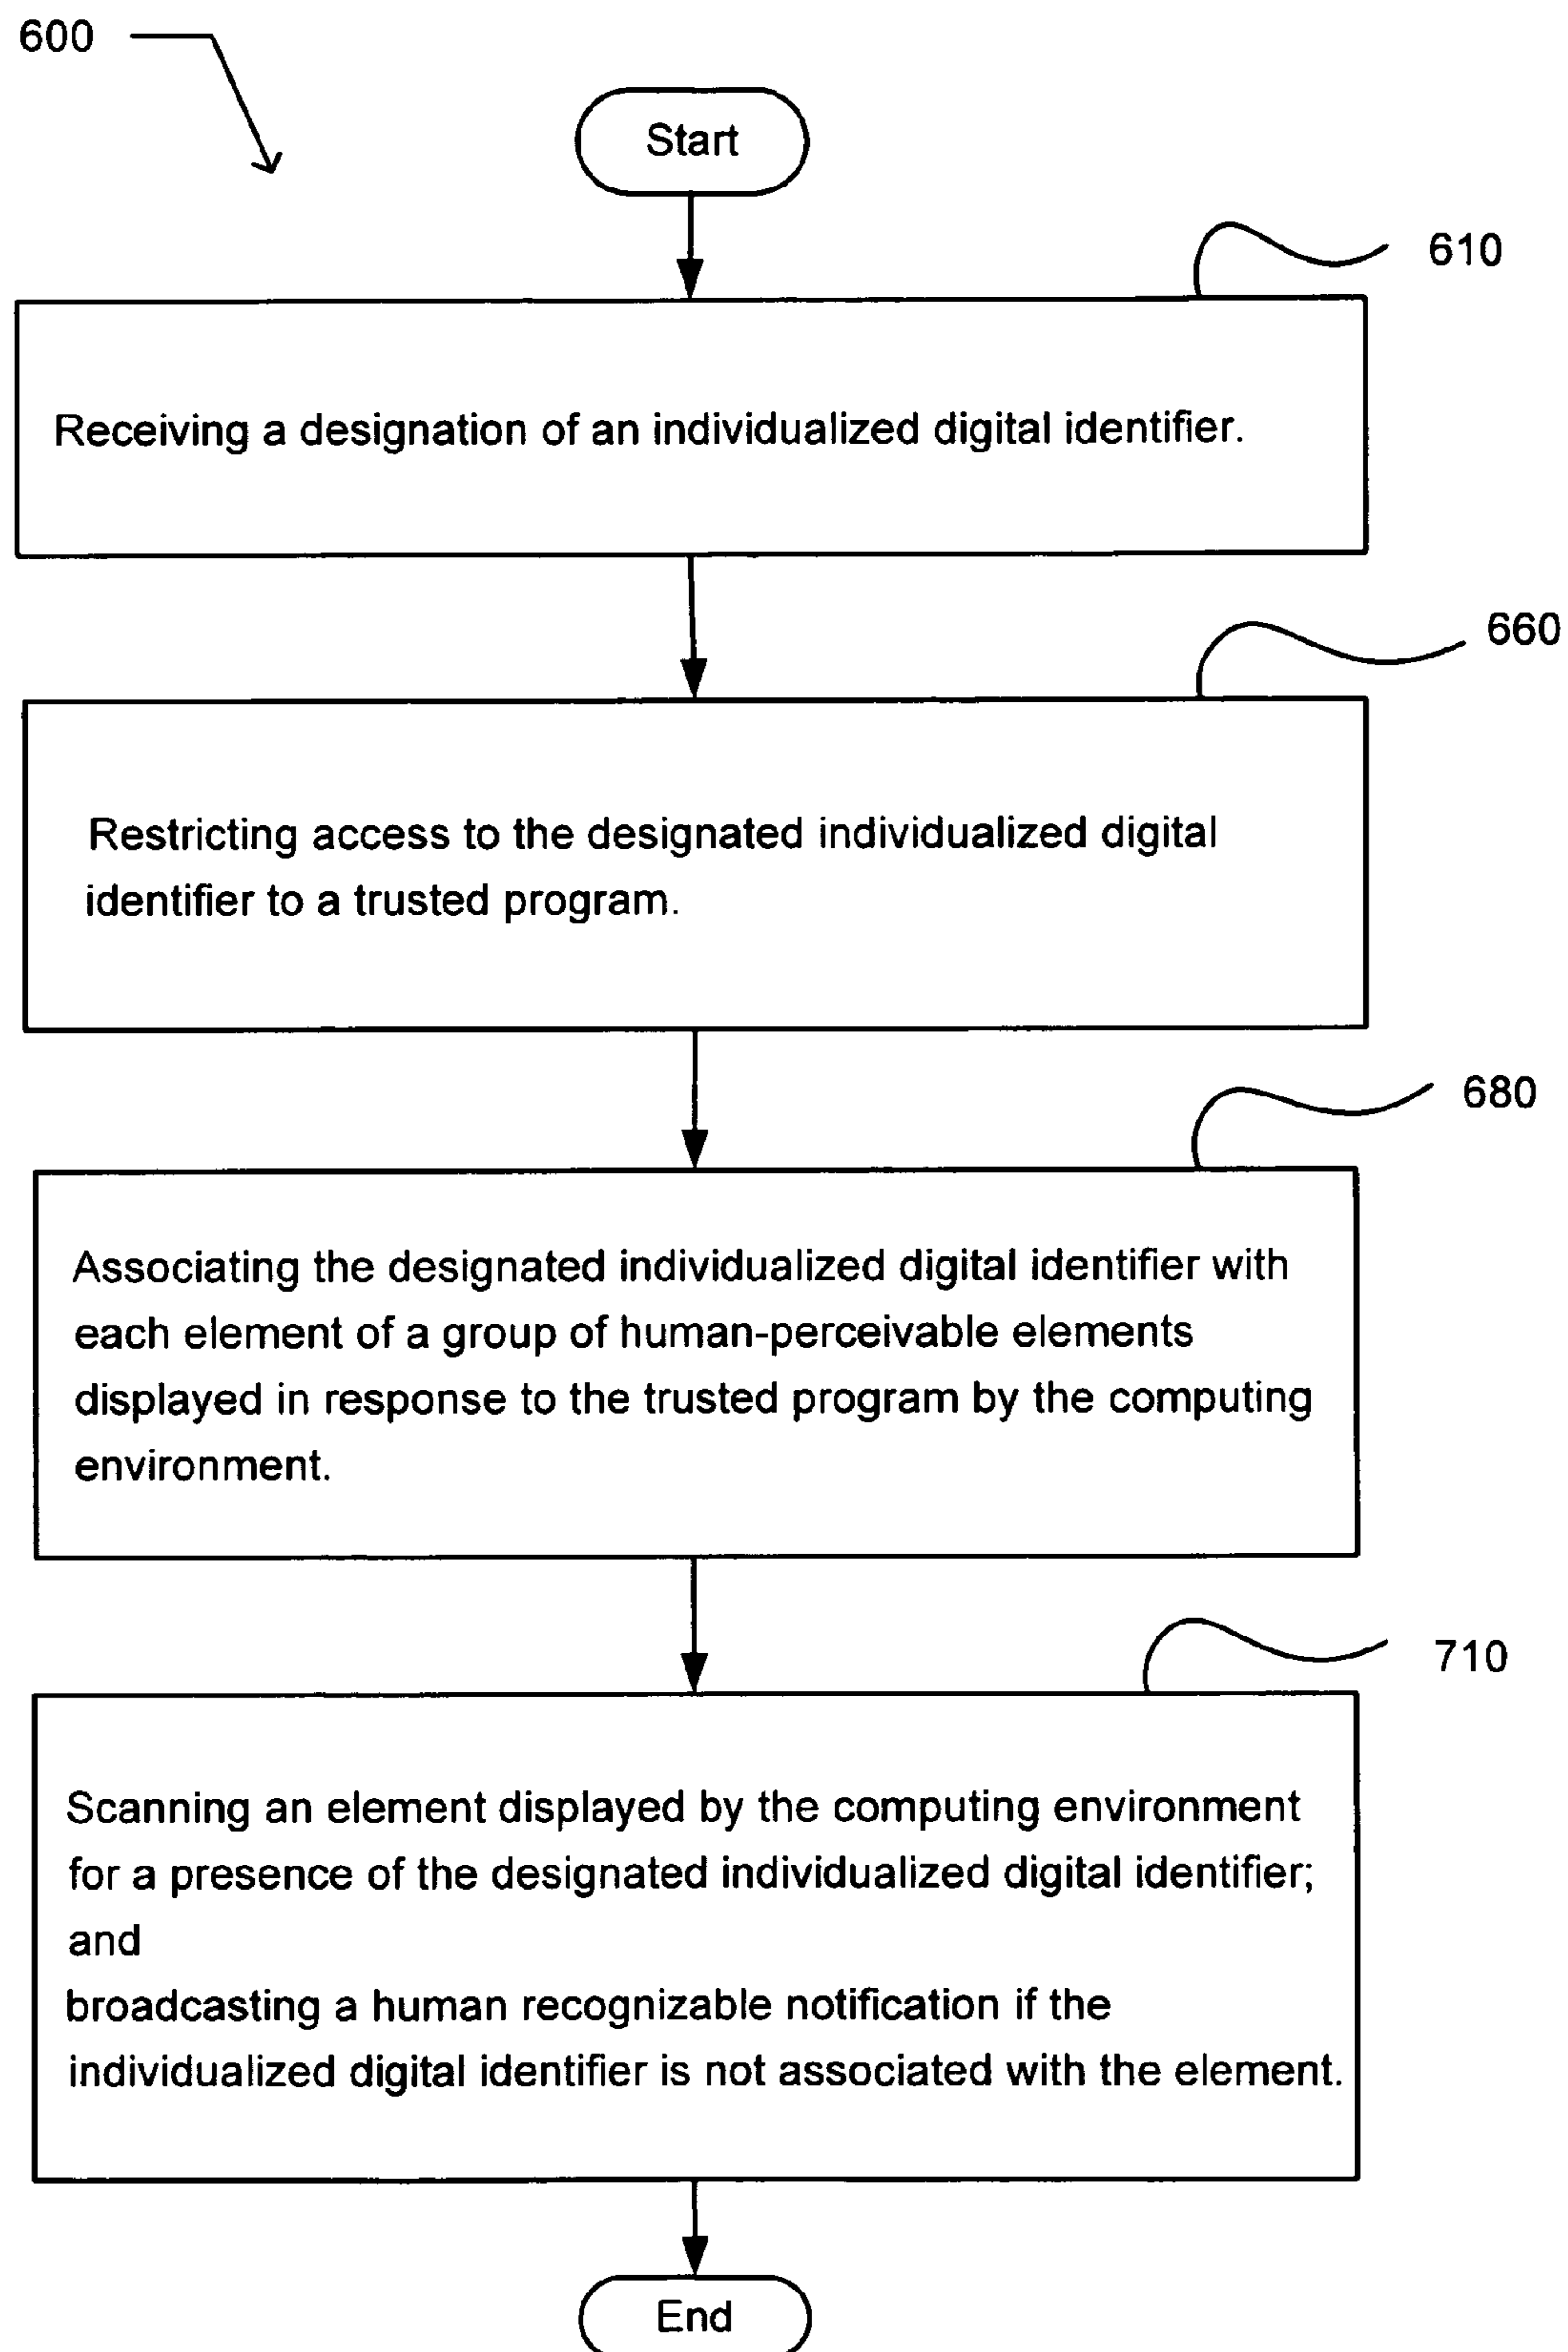 600
Start
610
Receiving a designation of an individualized digital identifier.
660
Restricting access to the designated individualized digital
identifier to a trusted program.
680
Associating the designated individualized digital identifier with
each element of a group of human-perceivable elements
displayed in response to the trusted program by the computing
environment.
710
Scanning an element displayed by the computing environment
for a presence of the designated individualized digital identifier;
and
broadcasting a human recognizable notification if the
individualized digital identifier is not associated with the element.
End